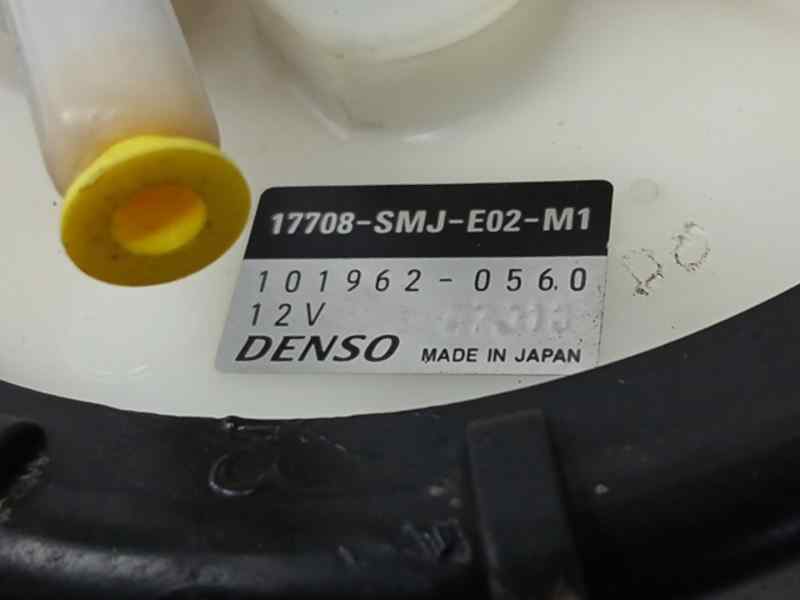 17708-SMJ-E02-M1
101962-0560
12V
DENSO MADE IN JAPAN